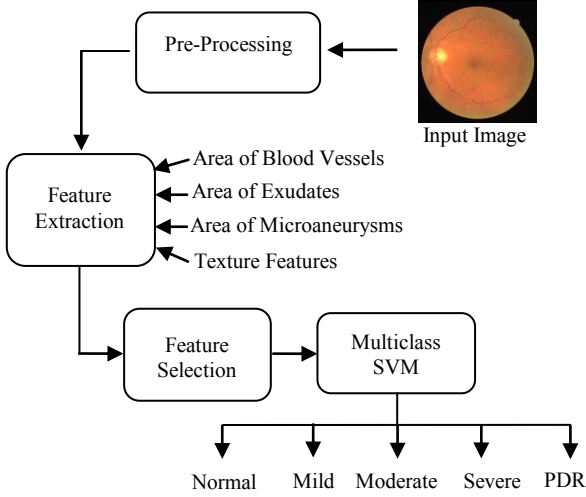 Pre-Processing
Input Image
Feature
Extraction
Area of Blood Vessels
Area of Exudates
Area of Microaneurysms
Texture Features
Feature
Selection
Multiclass
SVM
Normal Mild Moderate Severe PDR